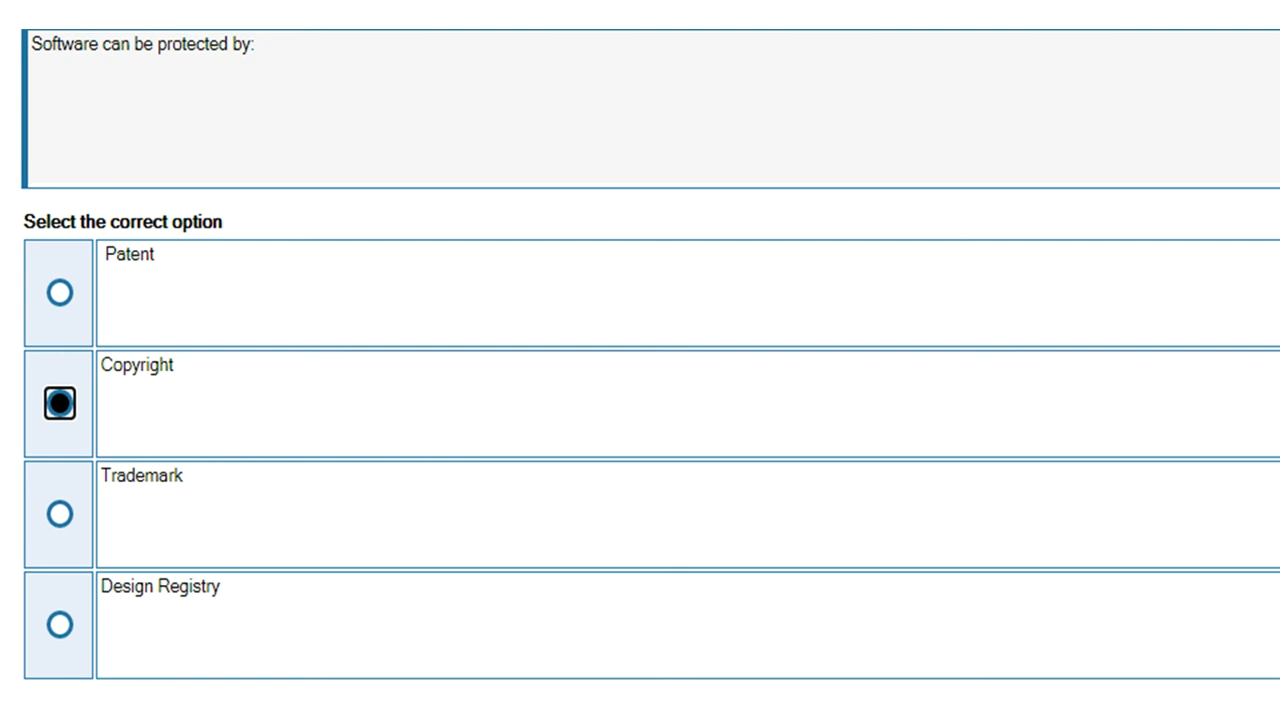 Software can be protected by:
Select the correct option
Patent
Copyright
Trademark
Design Registry